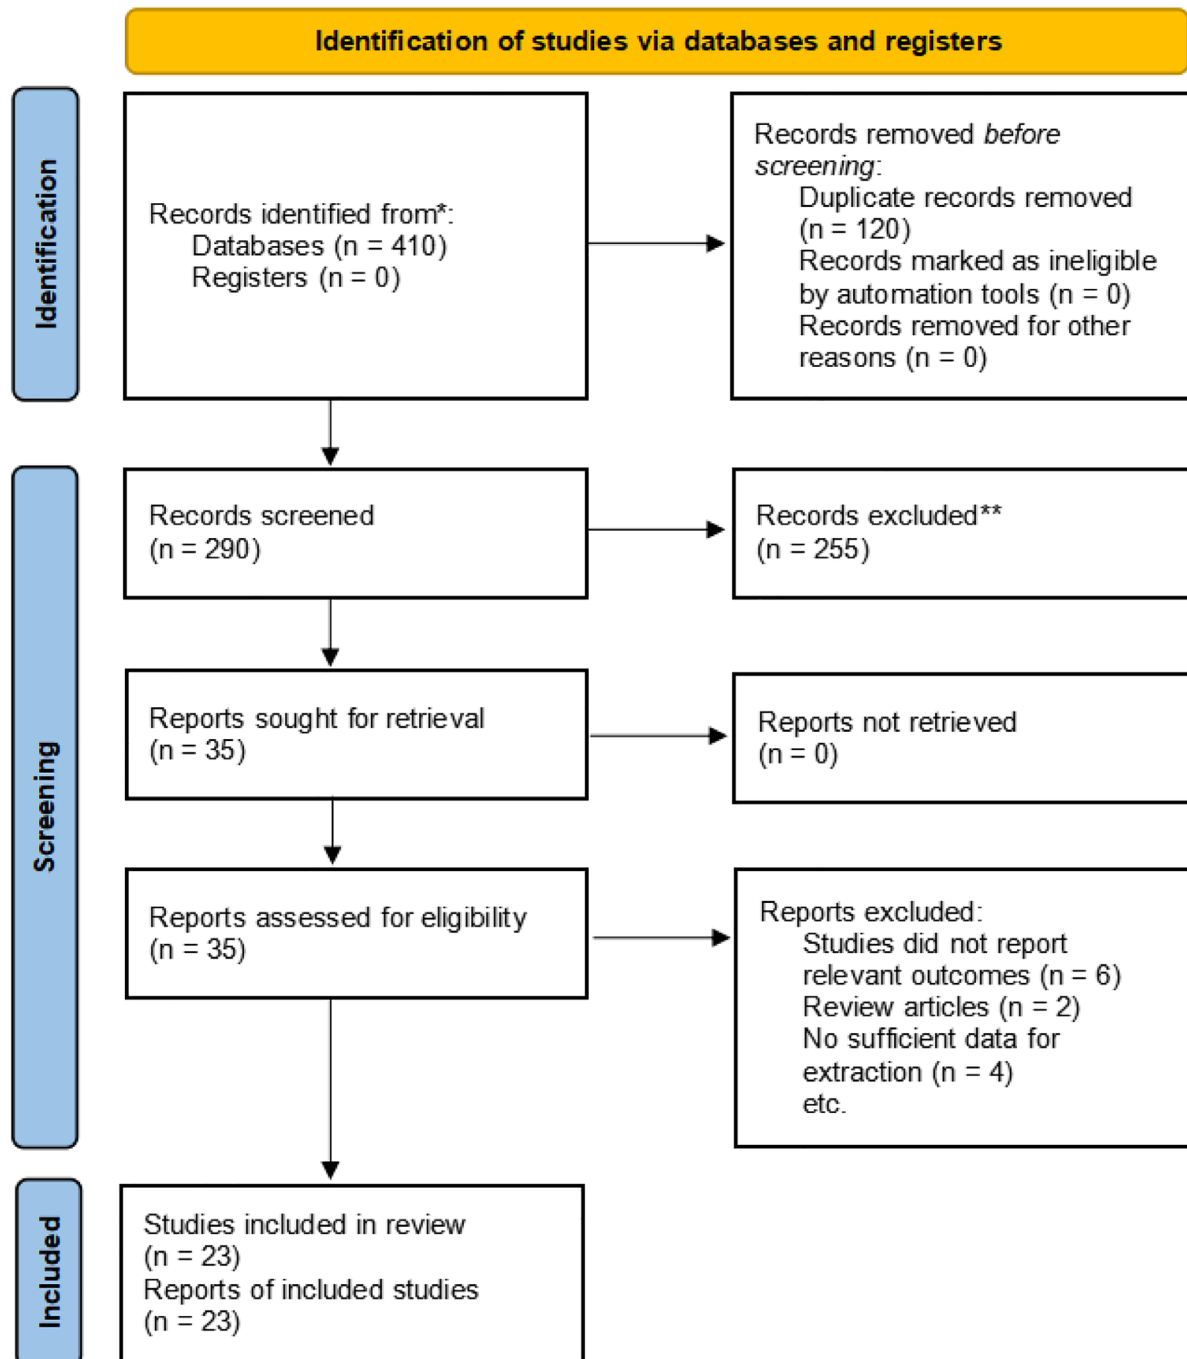 Identification of studies via databases and registers
Identification
Records identified from*:
Databases (n = 410)
Registers (n = 0)
Records removed before
screening:
Duplicate records removed
(n = 120)
Records marked as ineligible
by automation tools (n = 0)
Records removed for other
reasons (n = 0)
Screening
Records screened
(n = 290)
Records excluded**
(n = 255)
Reports sought for retrieval
(n = 35)
Reports not retrieved
(n = 0)
Reports assessed for eligibility
(n = 35)
Reports excluded:
Studies did not report
relevant outcomes (n = 6)
Review articles (n = 2)
No sufficient data for
extraction (n = 4)
etc.
Included
Studies included in review
(n = 23)
Reports of included studies
(n = 23)